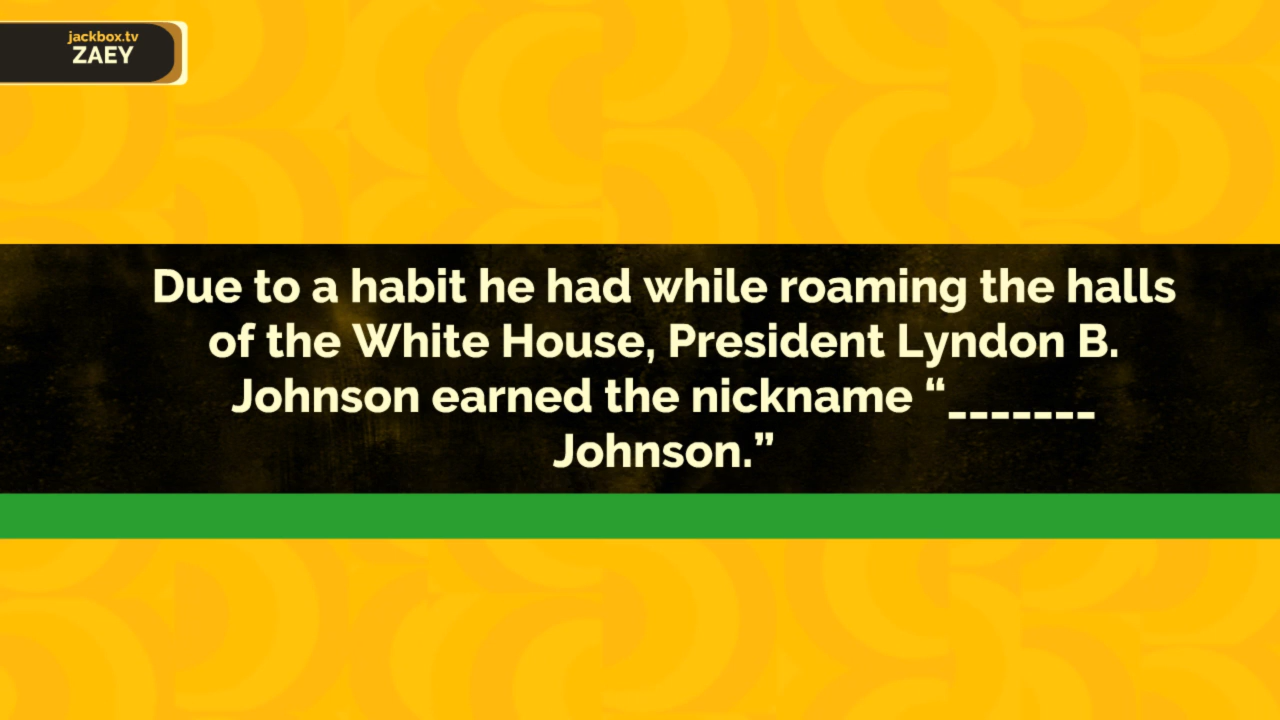 jackbox.tv
ZAEY
Due to a habit he had while roaming the halls
of the White House, President Lyndon B.
Johnson earned the nickname “_______
Johnson.”